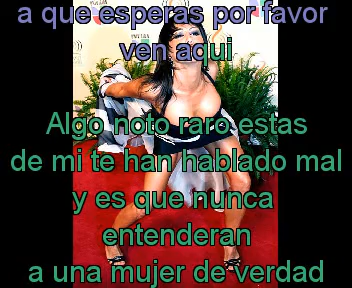 a que esperas por favor
ven aqui
Algo noto raro estas
de mi te han hablado mal
y es que nunca
entenderan
a una mujer de verdad